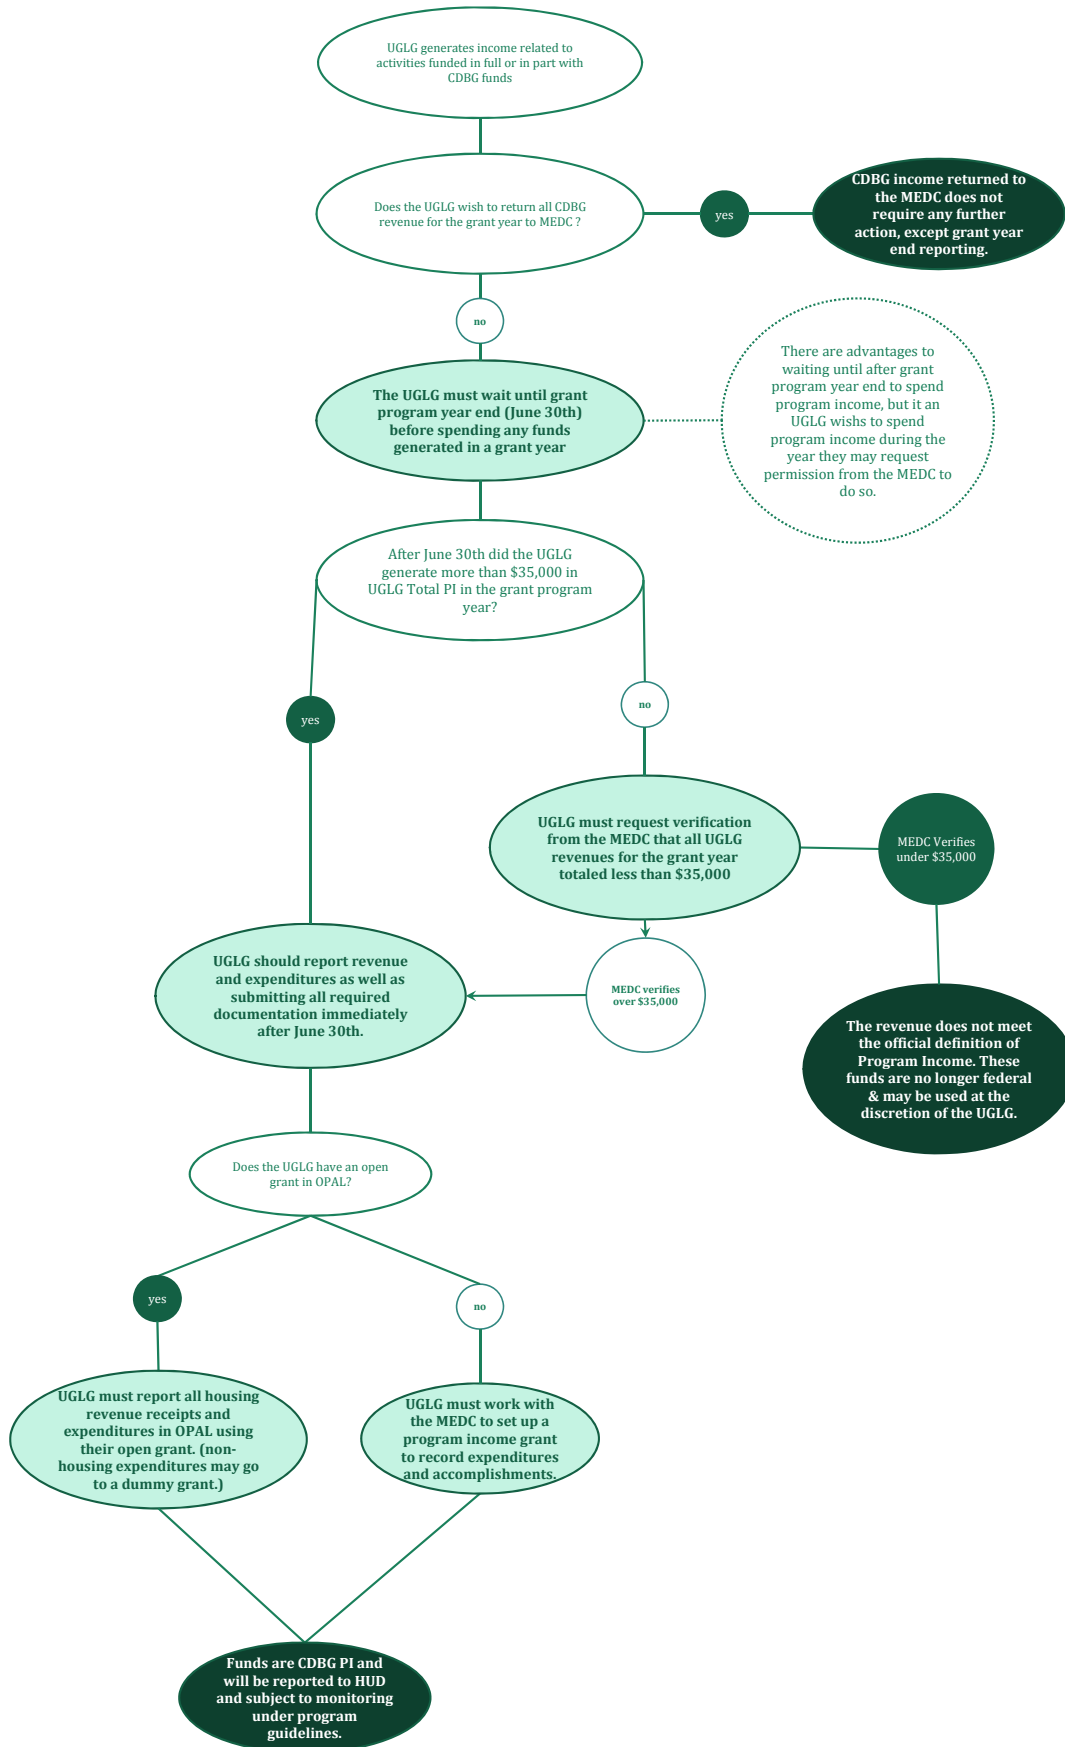 UGLG generates income related to
activities funded in full or in part with
CDBG funds
Does the UGLG wish to return all CDBG
revenue for the grant year to MEDC ?
yes
CDBG income returned to
the MEDC does not
require any further
action, except grant year
end reporting.
no
The UGLG must wait until grant
program year end (June 30th)
before spending any funds
generated in a grant year
There are advantages to
waiting until after grant
program year end to spend
program income, but it an
UGLG wishs to spend
program income during the
year they may request
permission from the MEDC to
do so.
After June 30th did the UGLG
generate more than $35,000 in
UGLG Total PI in the grant program
year?
yes
no
UGLG must request verification
from the MEDC that all UGLG
revenues for the grant year
totaled less than $35,000
MEDC Verifies
under $35,000
UGLG should report revenue
and expenditures as well as
submitting all required
documentation immediately
after June 30th.
MEDC verifies
over $35,000
The revenue does not meet
the official definition of
Program Income. These
funds are no longer federal
& may be used at the
discretion of the UGLG.
Does the UGLG have an open
grant in OPAL?
yes
no
UGLG must report all housing
revenue receipts and
expenditures in OPAL using
their open grant. (non-
housing expenditures may go
to a dummy grant.)
UGLG must work with
the MEDC to set up a
program income grant
to record expenditures
and accomplishments.
Funds are CDBG PI and
will be reported to HUD
and subject to monitoring
under program
guidelines.